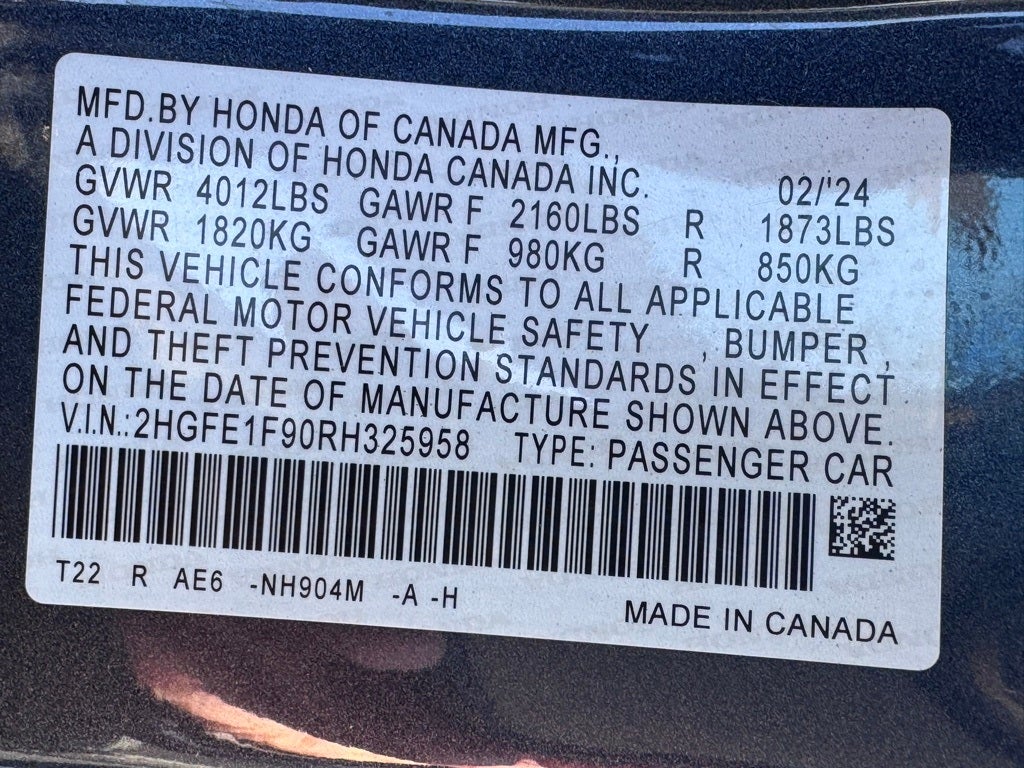 MFD.BY HONDA OF CANADA MFG.,
A DIVISION OF HONDA CANADA INC. 02/'24
GVWR 4012LBS GAWR F 2160LBS R 1873LBS
GVWR 1820KG GAWR F 980KG R 850KG
THIS VEHICLE CONFORMS TO ALL APPLICABLE
FEDERAL MOTOR VEHICLE SAFETY , BUMPER ,
AND THEFT PREVENTION STANDARDS IN EFFECT
ON THE DATE OF MANUFACTURE SHOWN ABOVE.
V.I.N.:2HGFE1F90RH325958 TYPE: PASSENGER CAR
T22 R AE6 -NH904M -A -H
MADE IN CANADA